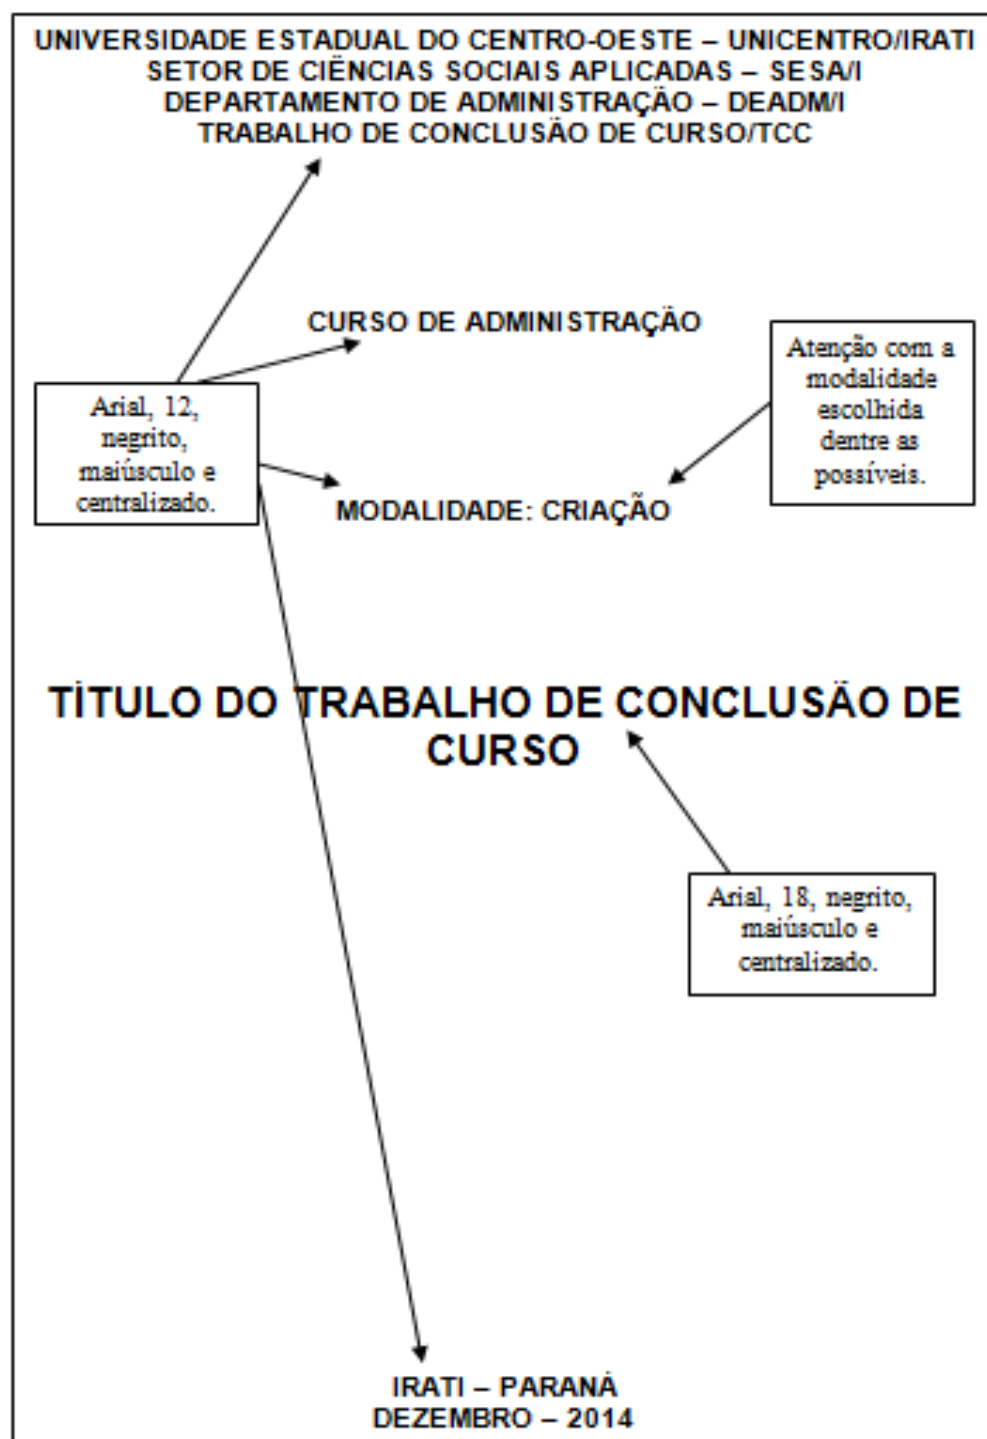 UNIVERSIDADE ESTADUAL DO CENTRO-OESTE – UNICENTRO/IRATI
SETOR DE CIÊNCIAS SOCIAIS APLICADAS – SESA/I
DEPARTAMENTO DE ADMINISTRAÇÃO – DEADM/I
TRABALHO DE CONCLUSÃO DE CURSO/TCC
CURSO DE ADMINISTRAÇÃO
Atenção com a
modalidade
escolhida
dentre as
possíveis.
Arial, 12,
negrito,
maiúsculo e
centralizado.
MODALIDADE: CRIAÇÃO
TÍTULO DO TRABALHO DE CONCLUSÃO DE
CURSO
Arial, 18, negrito,
maiúsculo e
centralizado.
IRATI – PARANÁ
DEZEMBRO – 2014